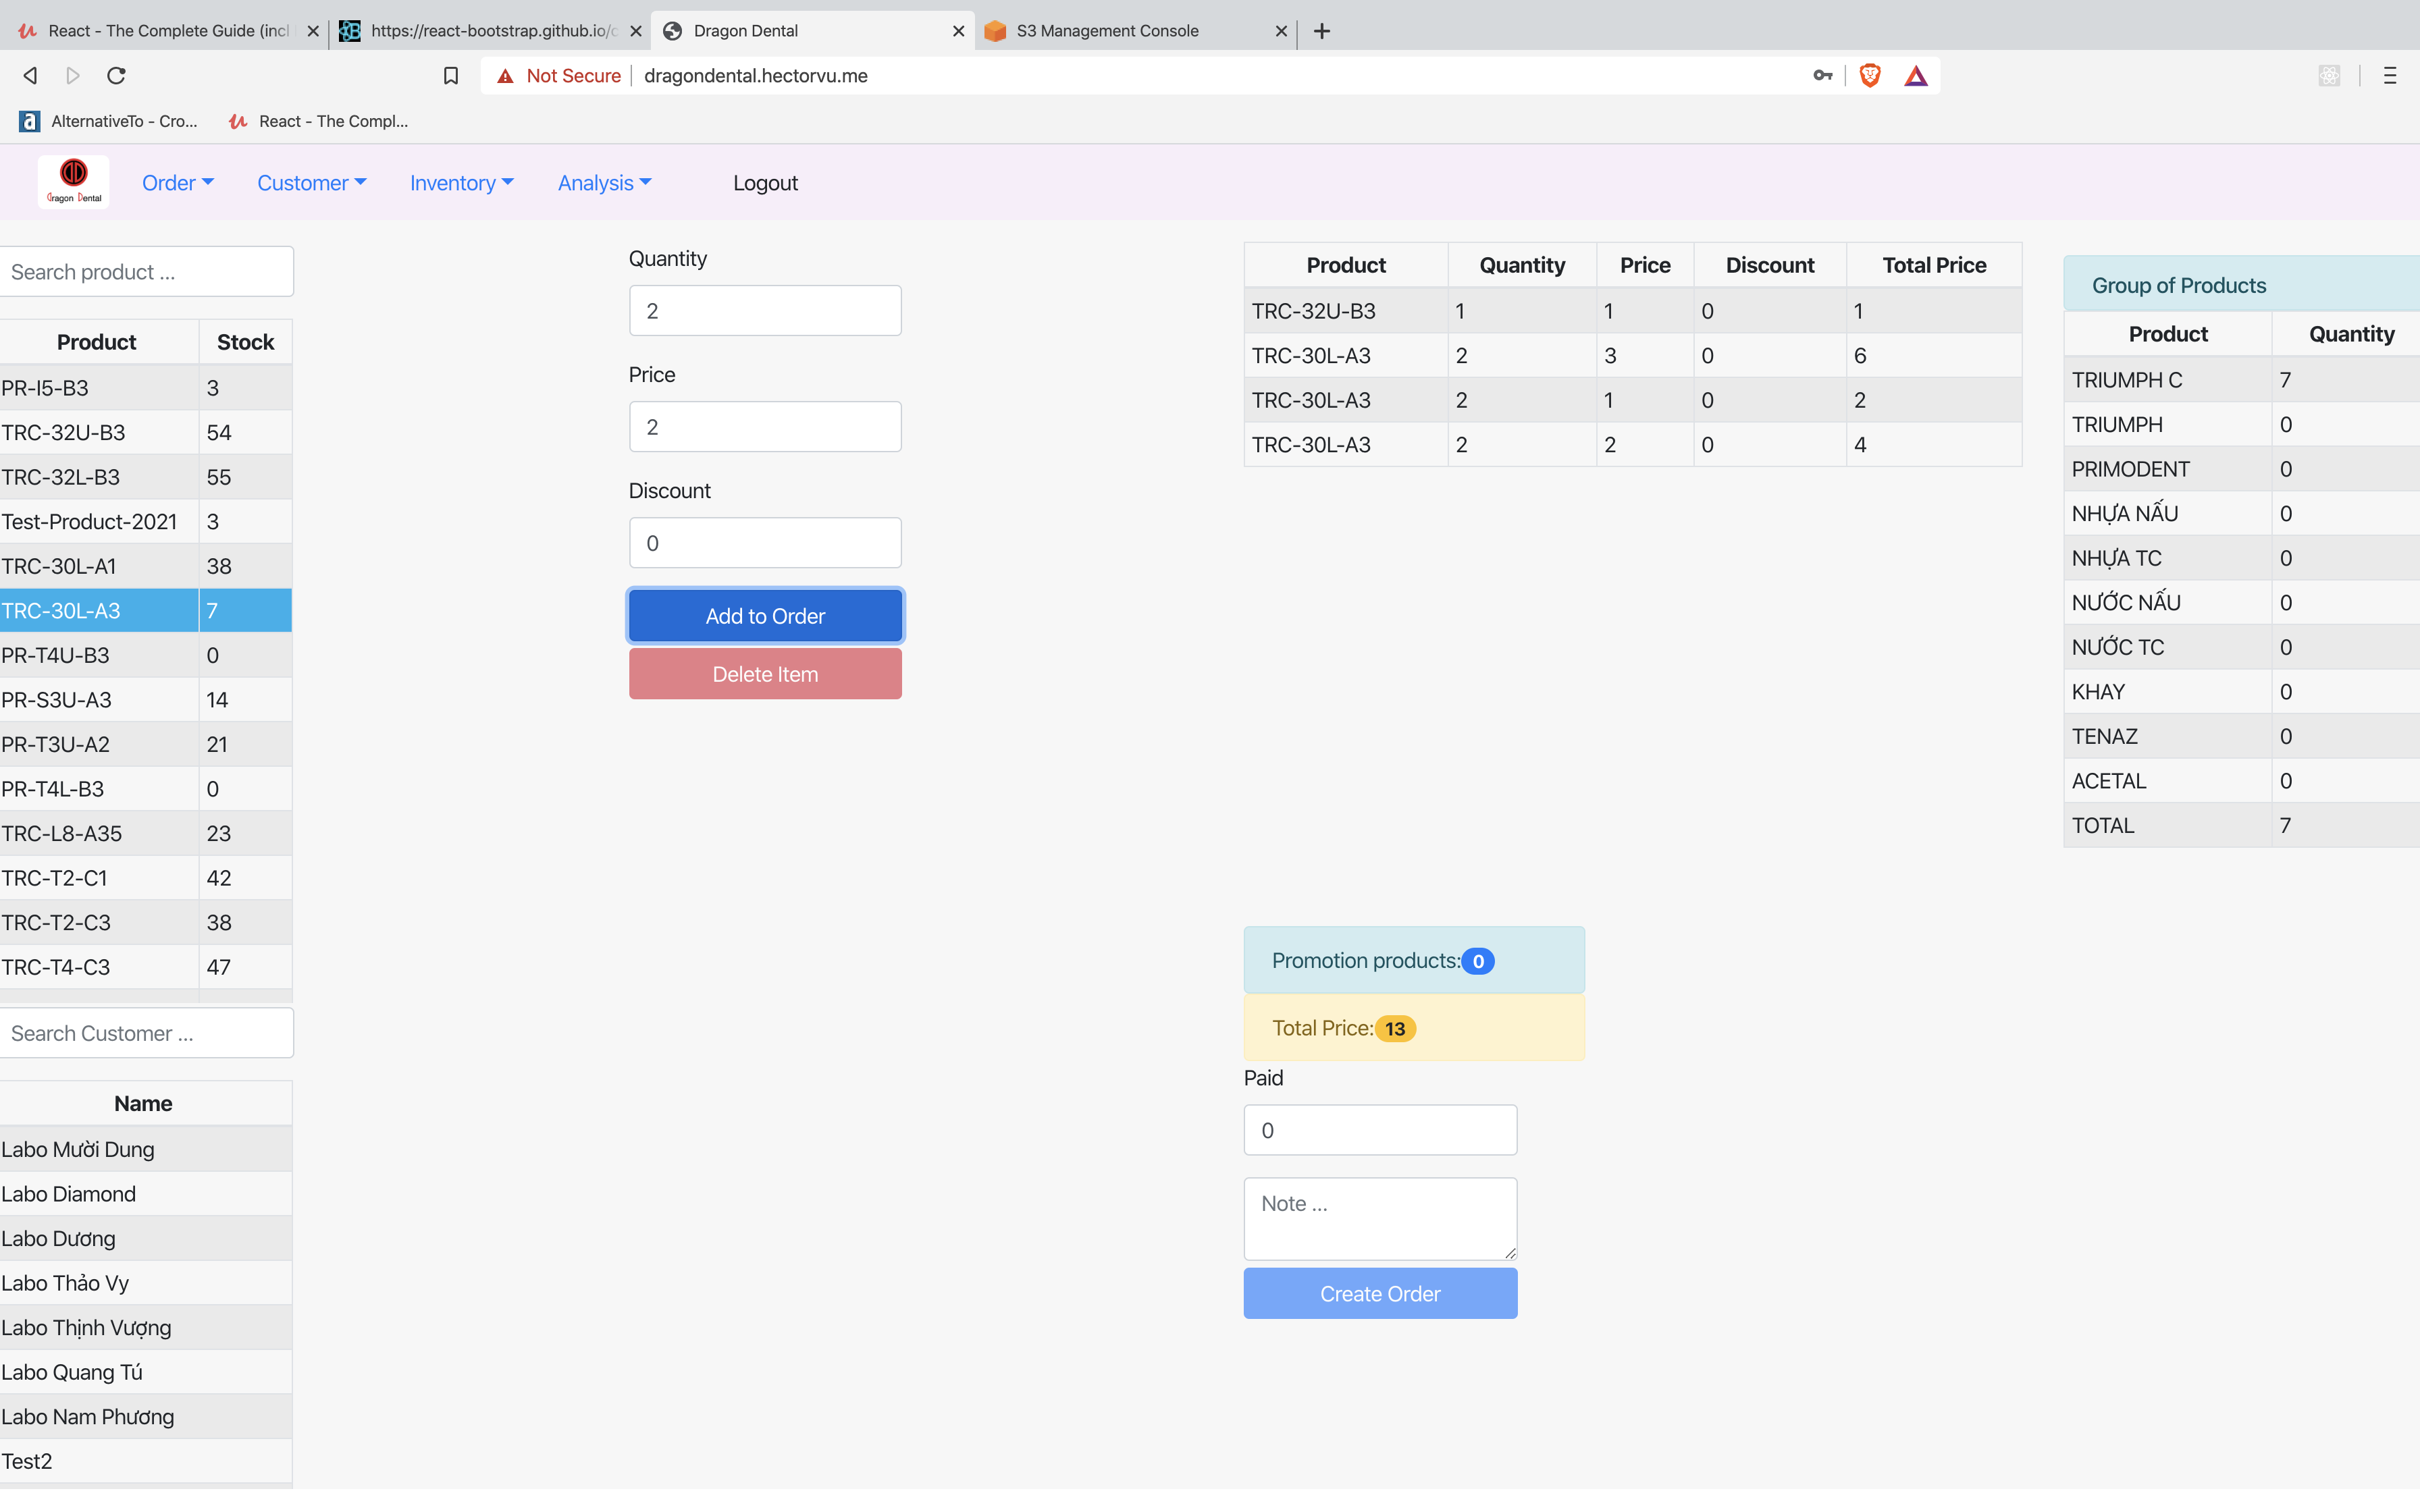 React - The Complete Guide (incl
https://react-bootstrap.github.io/c
Dragon Dental
S3 Management Console
Not Secure
dragondental.hectorvu.me
AlternativeTo - Cro...
React - The Compl...
Dragon Dental
Order
Customer
Inventory
Analysis
Logout
Search product ...
Product Stock
PR-I5-B3 3
TRC-32U-B3 54
TRC-32L-B3 55
Test-Product-2021 3
TRC-30L-A1 38
TRC-30L-A3 7
PR-T4U-B3 0
PR-S3U-A3 14
PR-T3U-A2 21
PR-T4L-B3 0
TRC-L8-A35 23
TRC-T2-C1 42
TRC-T2-C3 38
TRC-T4-C3 47
Search Customer ...
Name
Labo Mười Dung
Labo Diamond
Labo Dương
Labo Thảo Vy
Labo Thịnh Vượng
Labo Quang Tú
Labo Nam Phương
Test2
Quantity
2
Price
2
Discount
0
Add to Order
Delete Item
Product Quantity Price Discount Total Price
TRC-32U-B3 1 1 0 1
TRC-30L-A3 2 3 0 6
TRC-30L-A3 2 1 0 2
TRC-30L-A3 2 2 0 4
Promotion products: 0
Total Price: 13
Paid
0
Note ...
Create Order
Group of Products
Product Quantity
TRIUMPH C 7
TRIUMPH 0
PRIMODENT 0
NHỰA NẤU 0
NHỰA TC 0
NƯỚC NẤU 0
NƯỚC TC 0
KHAY 0
TENAZ 0
ACETAL 0
TOTAL 7